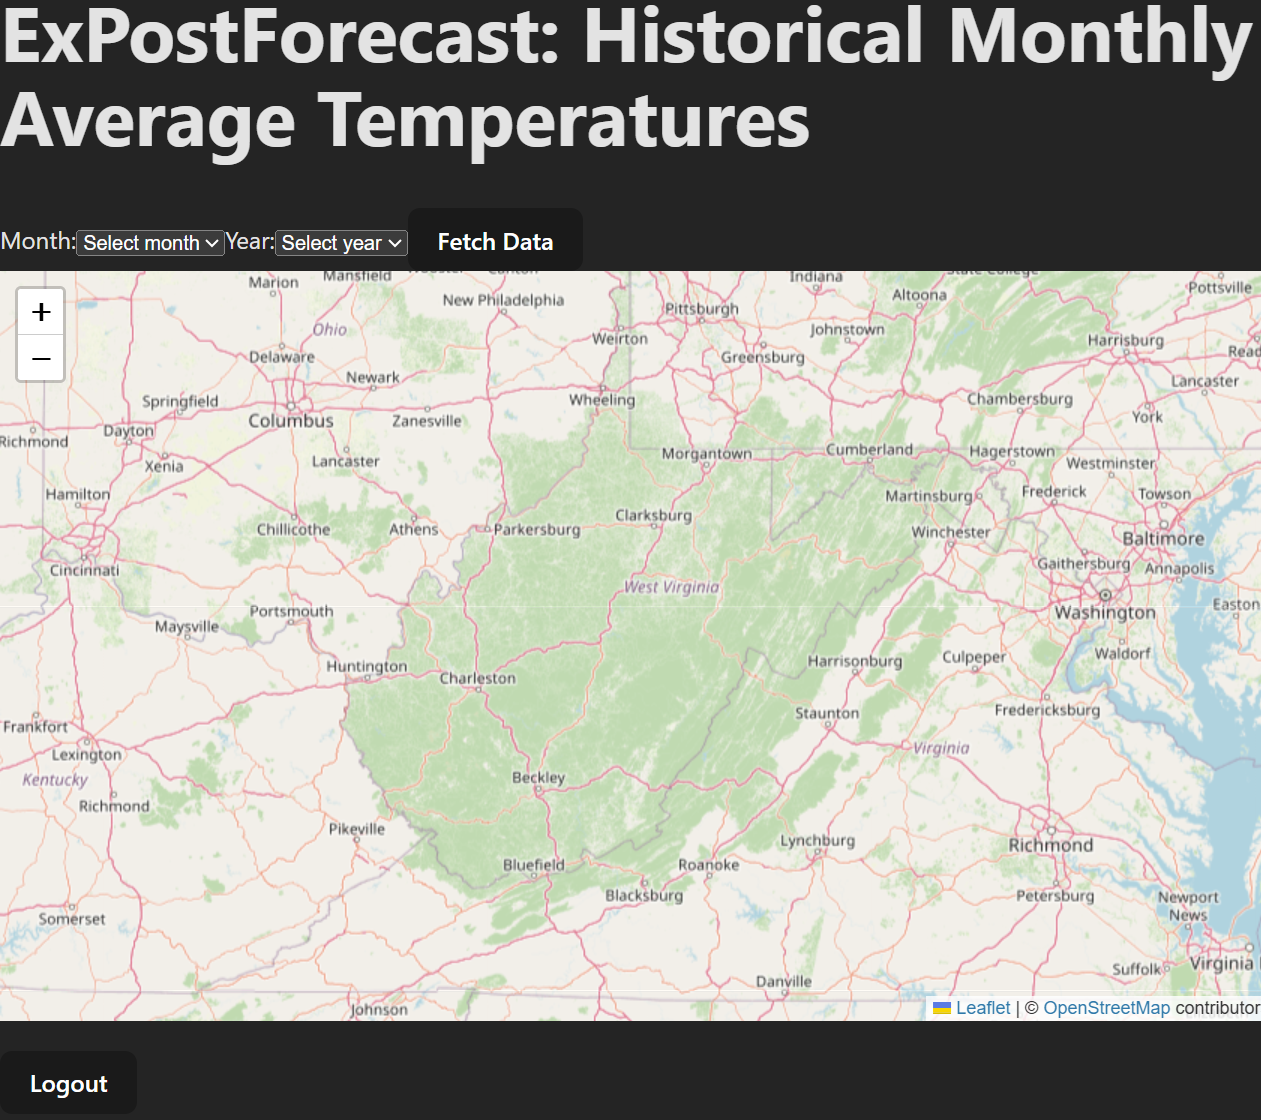 ExPostForecast: Historical Monthly
Average Temperatures
Month: Select month Year: Select year Fetch Data
+
−
Marion
Mansfield
Canton
Indiana
State College
New Philadelphia
Pittsburgh
Altoona
Pottsville
Ohio
Weirton
Johnstown
Harrisburg
Delaware
Greensburg
Newark
Lancaster
Springfield
Wheeling
Chambersburg
Columbus
Zanesville
York
Richmond
Dayton
Xenia
Lancaster
Morgantown
Cumberland
Hagerstown
Westminster
Hamilton
Martinsburg
Frederick
Towson
Chillicothe
Athens
Parkersburg
Clarksburg
Winchester
Baltimore
Cincinnati
Gaithersburg
Annapolis
West Virginia
Portsmouth
Washington
Easton
Maysville
Waldorf
Huntington
Charleston
Harrisonburg
Culpeper
Staunton
Fredericksburg
Frankfort
Lexington
Virginia
Kentucky
Beckley
Richmond
Pikeville
Lynchburg
Richmond
Bluefield
Roanoke
Blacksburg
Petersburg
Newport
News
Somerset
Suffolk
Virginia
Danville
Johnson
Leaflet | © OpenStreetMap contributor
Logout